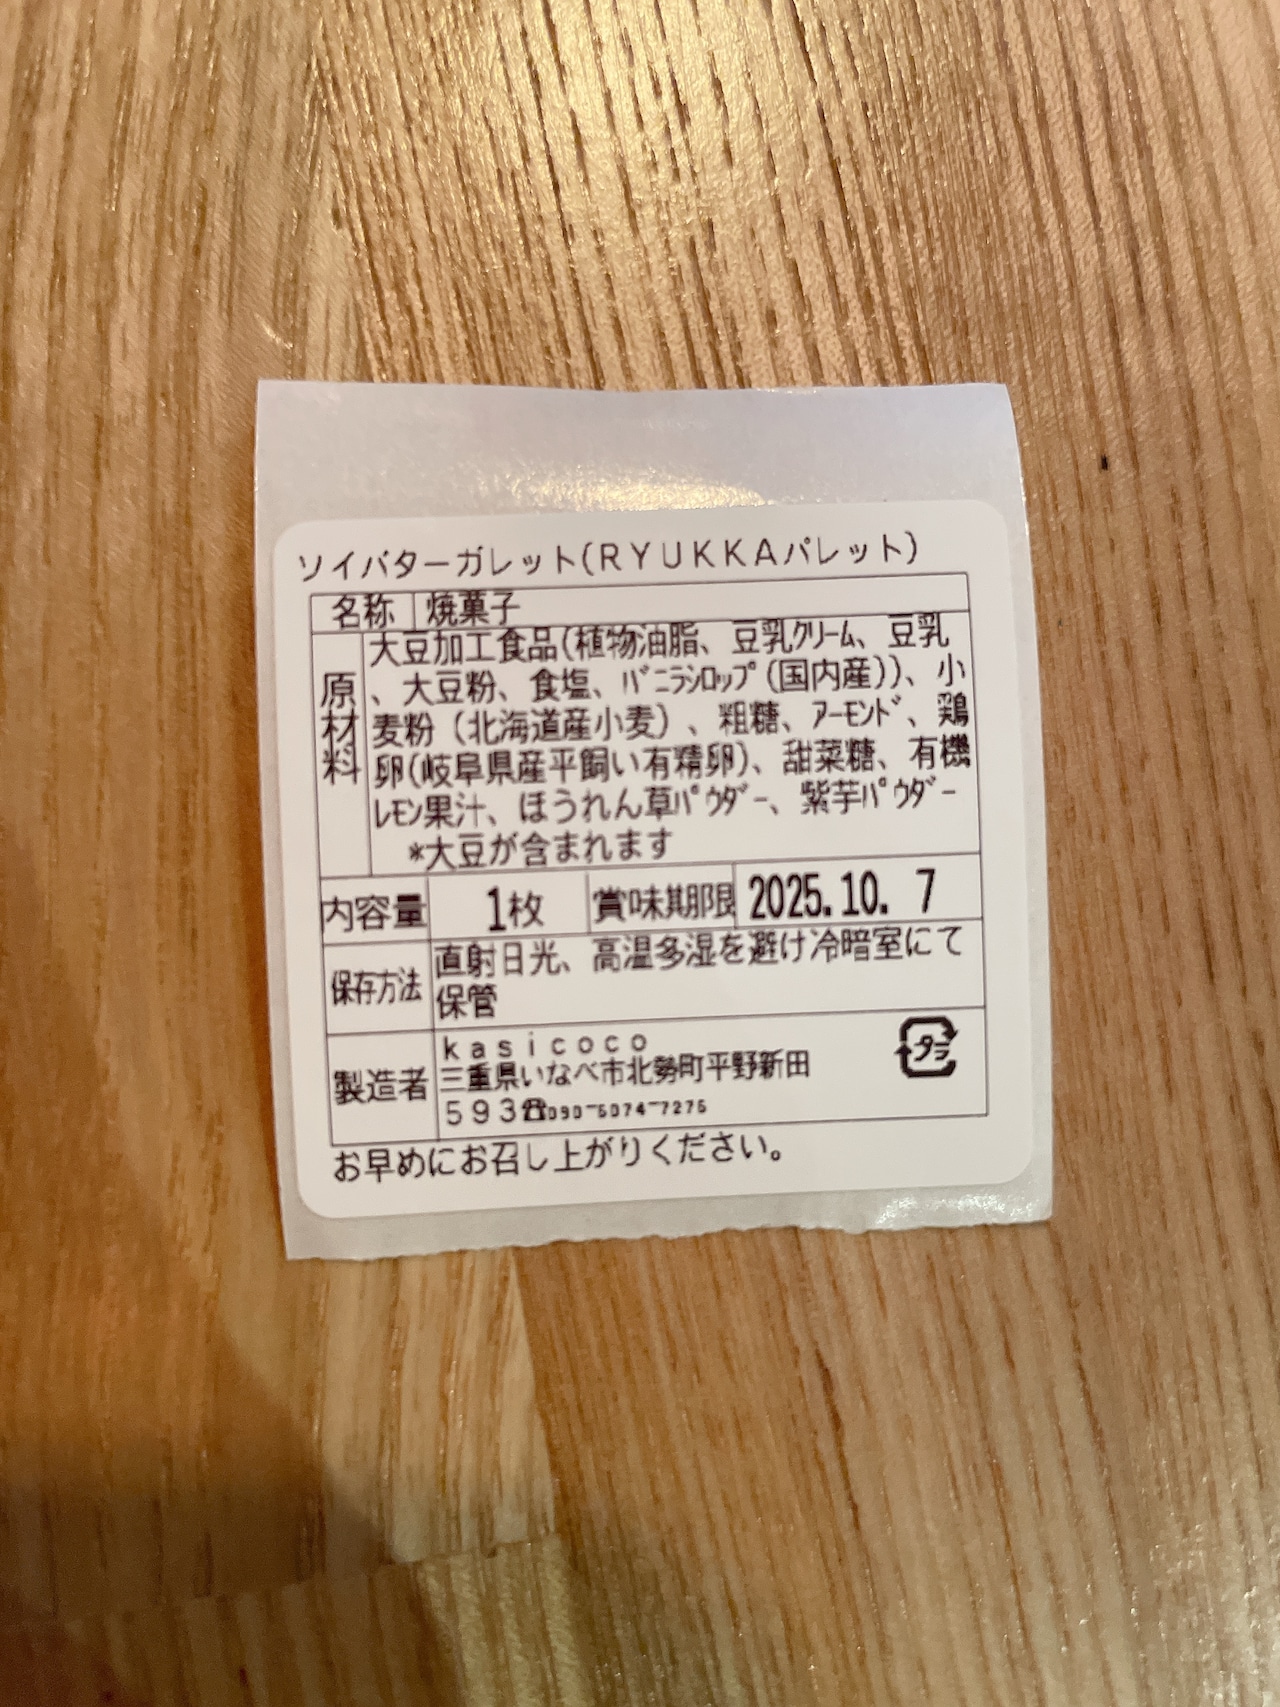 ソイバターガレット(RYUKKAパレット)
名称 焼菓子
原材料 大豆加工食品(植物油脂、豆乳クリーム、豆乳
、大豆粉、食塩、バニラシロップ(国内産))、小
麦粉(北海道産小麦)、粗糖、アーモンド、鶏
卵(岐阜県産平飼い有精卵)、甜菜糖、有機
レモン果汁、ほうれん草パウダー、紫芋パウダー
*大豆が含まれます
内容量 1枚 賞味期限 2025.10. 7
保存方法 直射日光、高温多湿を避け冷暗室にて
保管
製造者 kasicoco
三重県いなべ市北勢町平野新田
593☎090-5074-7275
プラ
お早めにお召し上がりください。